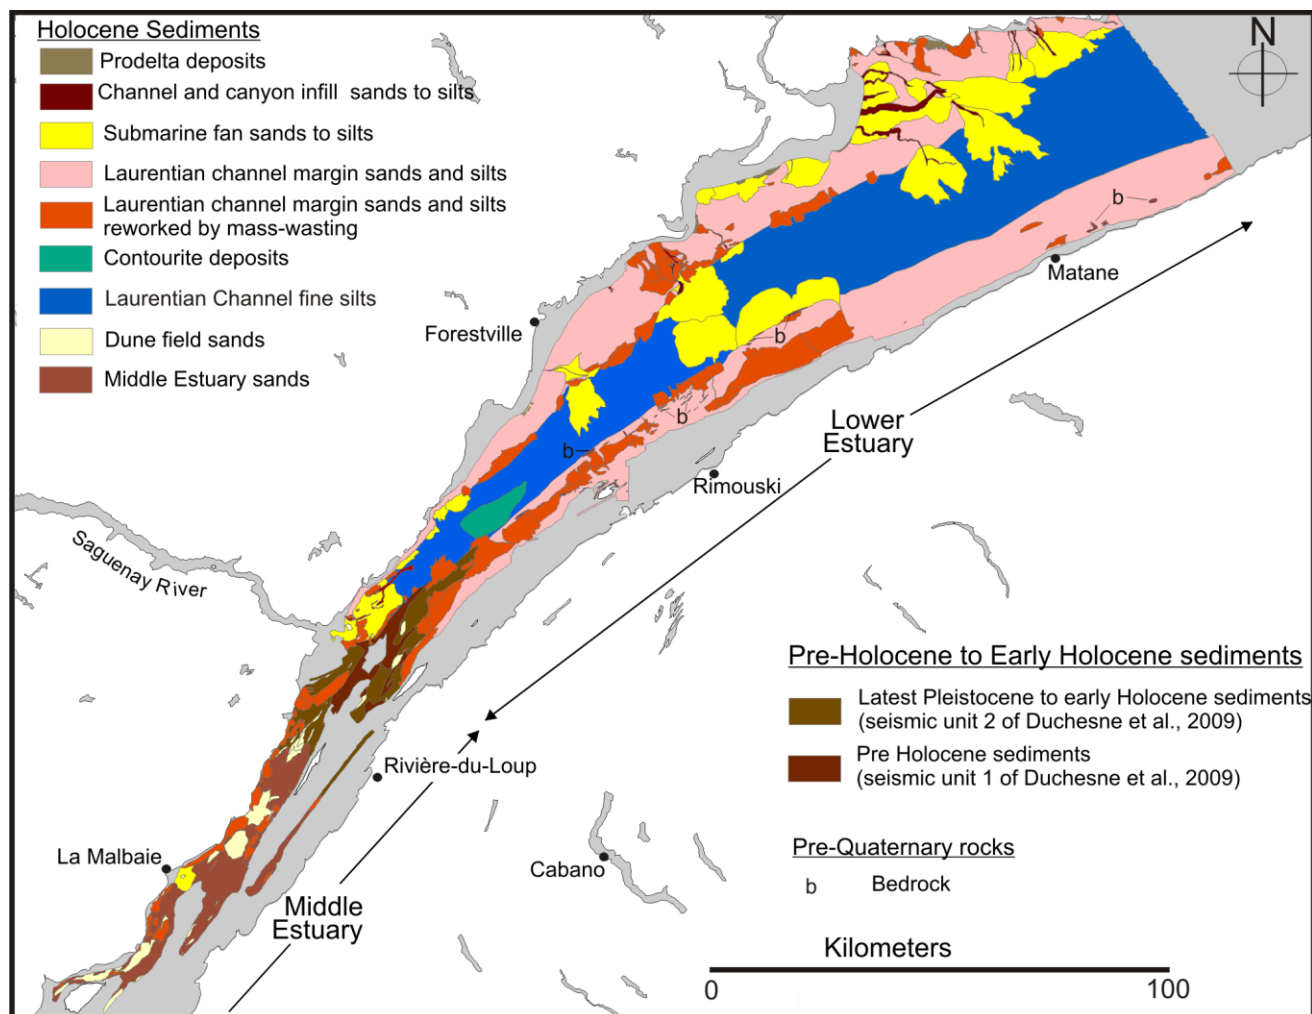 Holocene Sediments
Prodelta deposits
Channel and canyon infill sands to silts
Submarine fan sands to silts
Laurentian channel margin sands and silts
Laurentian channel margin sands and silts
reworked by mass-wasting
Contourite deposits
Laurentian Channel fine silts
Dune field sands
Middle Estuary sands
N
b
Matane
Forestville
b
b
Lower
Estuary
b
Rimouski
Saguenay River
Pre-Holocene to Early Holocene sediments
Latest Pleistocene to early Holocene sediments
(seismic unit 2 of Duchesne et al., 2009)
Pre Holocene sediments
(seismic unit 1 of Duchesne et al., 2009)
Rivière-du-Loup
La Malbaie
Cabano
Middle
Estuary
Pre-Quaternary rocks
b Bedrock
Kilometers
0 100